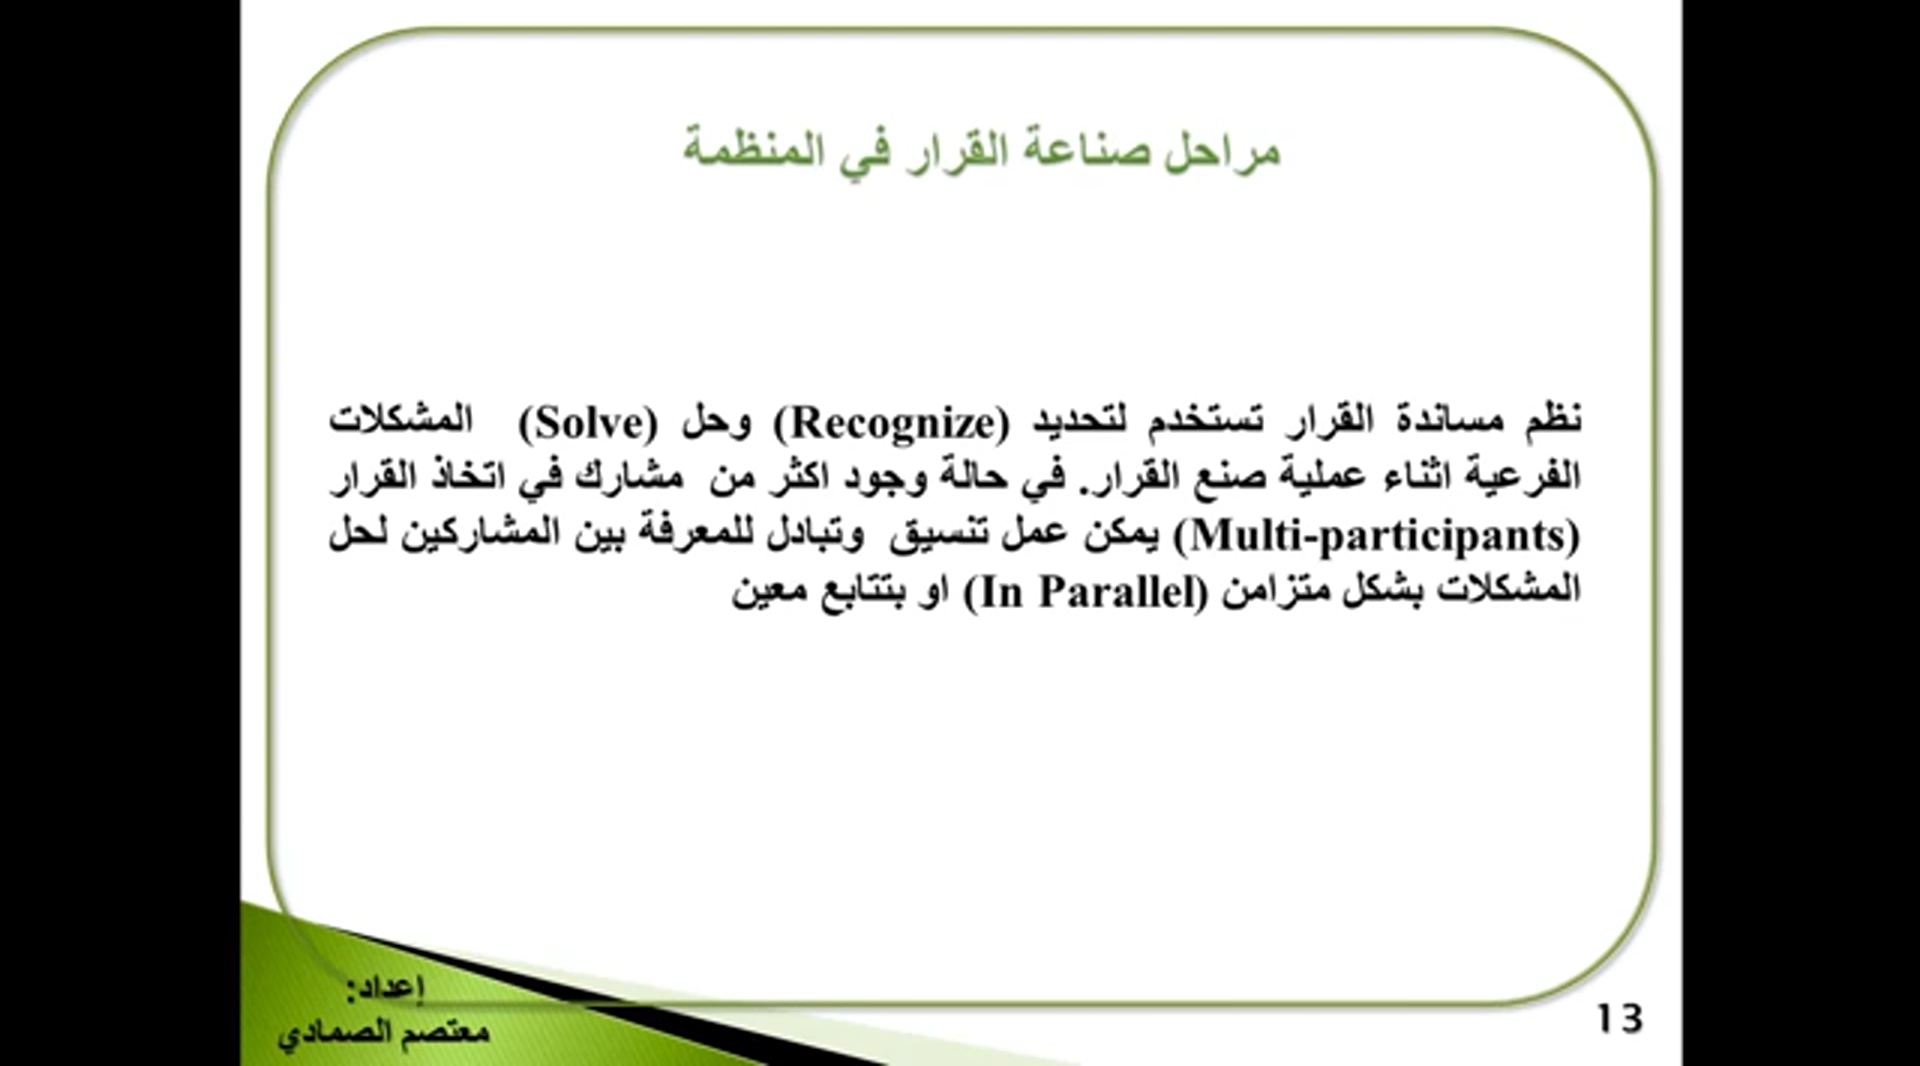 مراحل صناعة القرار في المنظمة
نظم مساندة القرار تستخدم لتحديد (Recognize) وحل (Solve) المشكلات
الفرعية اثناء عملية صنع القرار. في حالة وجود اكثر من مشارك في اتخاذ القرار
(Multi-participants) يمكن عمل تنسيق وتبادل للمعرفة بين المشاركين لحل
المشكلات بشكل متزامن (In Parallel) او بتتابع معين
إعداد:
معتصم الصمادي
13